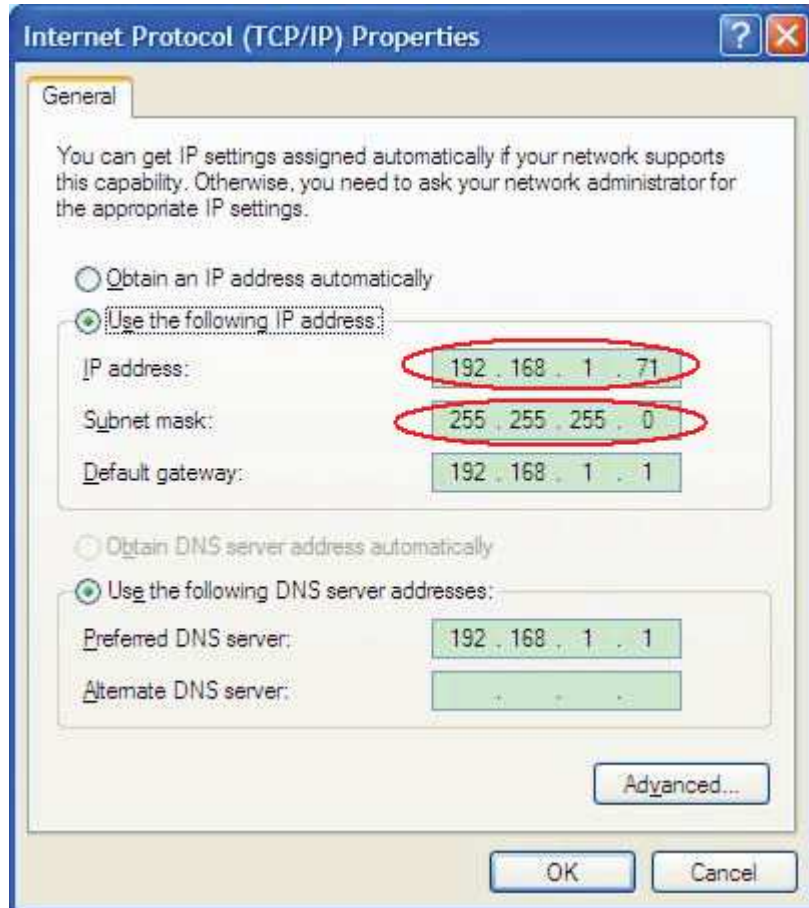 Internet Protocol (TCP/IP) Properties
General
You can get IP settings assigned automatically if your network supports
this capability. Otherwise, you need to ask your network administrator for
the appropriate IP settings.
Obtain an IP address automatically
Use the following IP address:
IP address: 192 . 168 . 1 . 71
Subnet mask: 255 . 255 . 255 . 0
Default gateway: 192 . 168 . 1 . 1
Obtain DNS server address automatically
Use the following DNS server addresses:
Preferred DNS server: 192 . 168 . 1 . 1
Alternate DNS server: . . .
Advanced...
OK Cancel